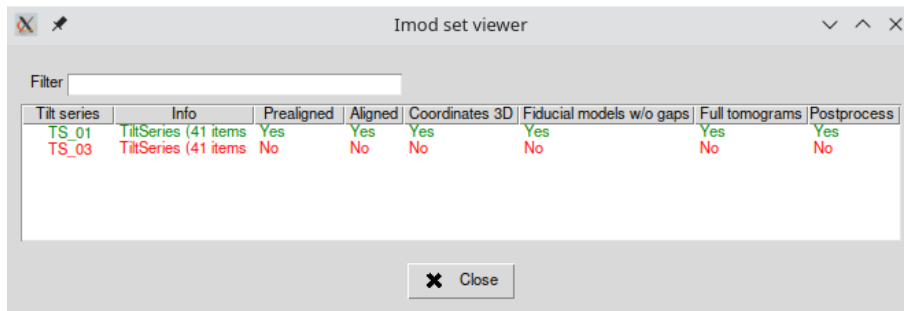 Imod set viewer
Filter
Tilt series Info Prealigned Aligned Coordinates 3D Fiducial models w/o gaps Full tomograms Postprocess
TS_01 TiltSeries (41 items Yes Yes Yes Yes Yes Yes
TS_03 TiltSeries (41 items No No No No No No
Close